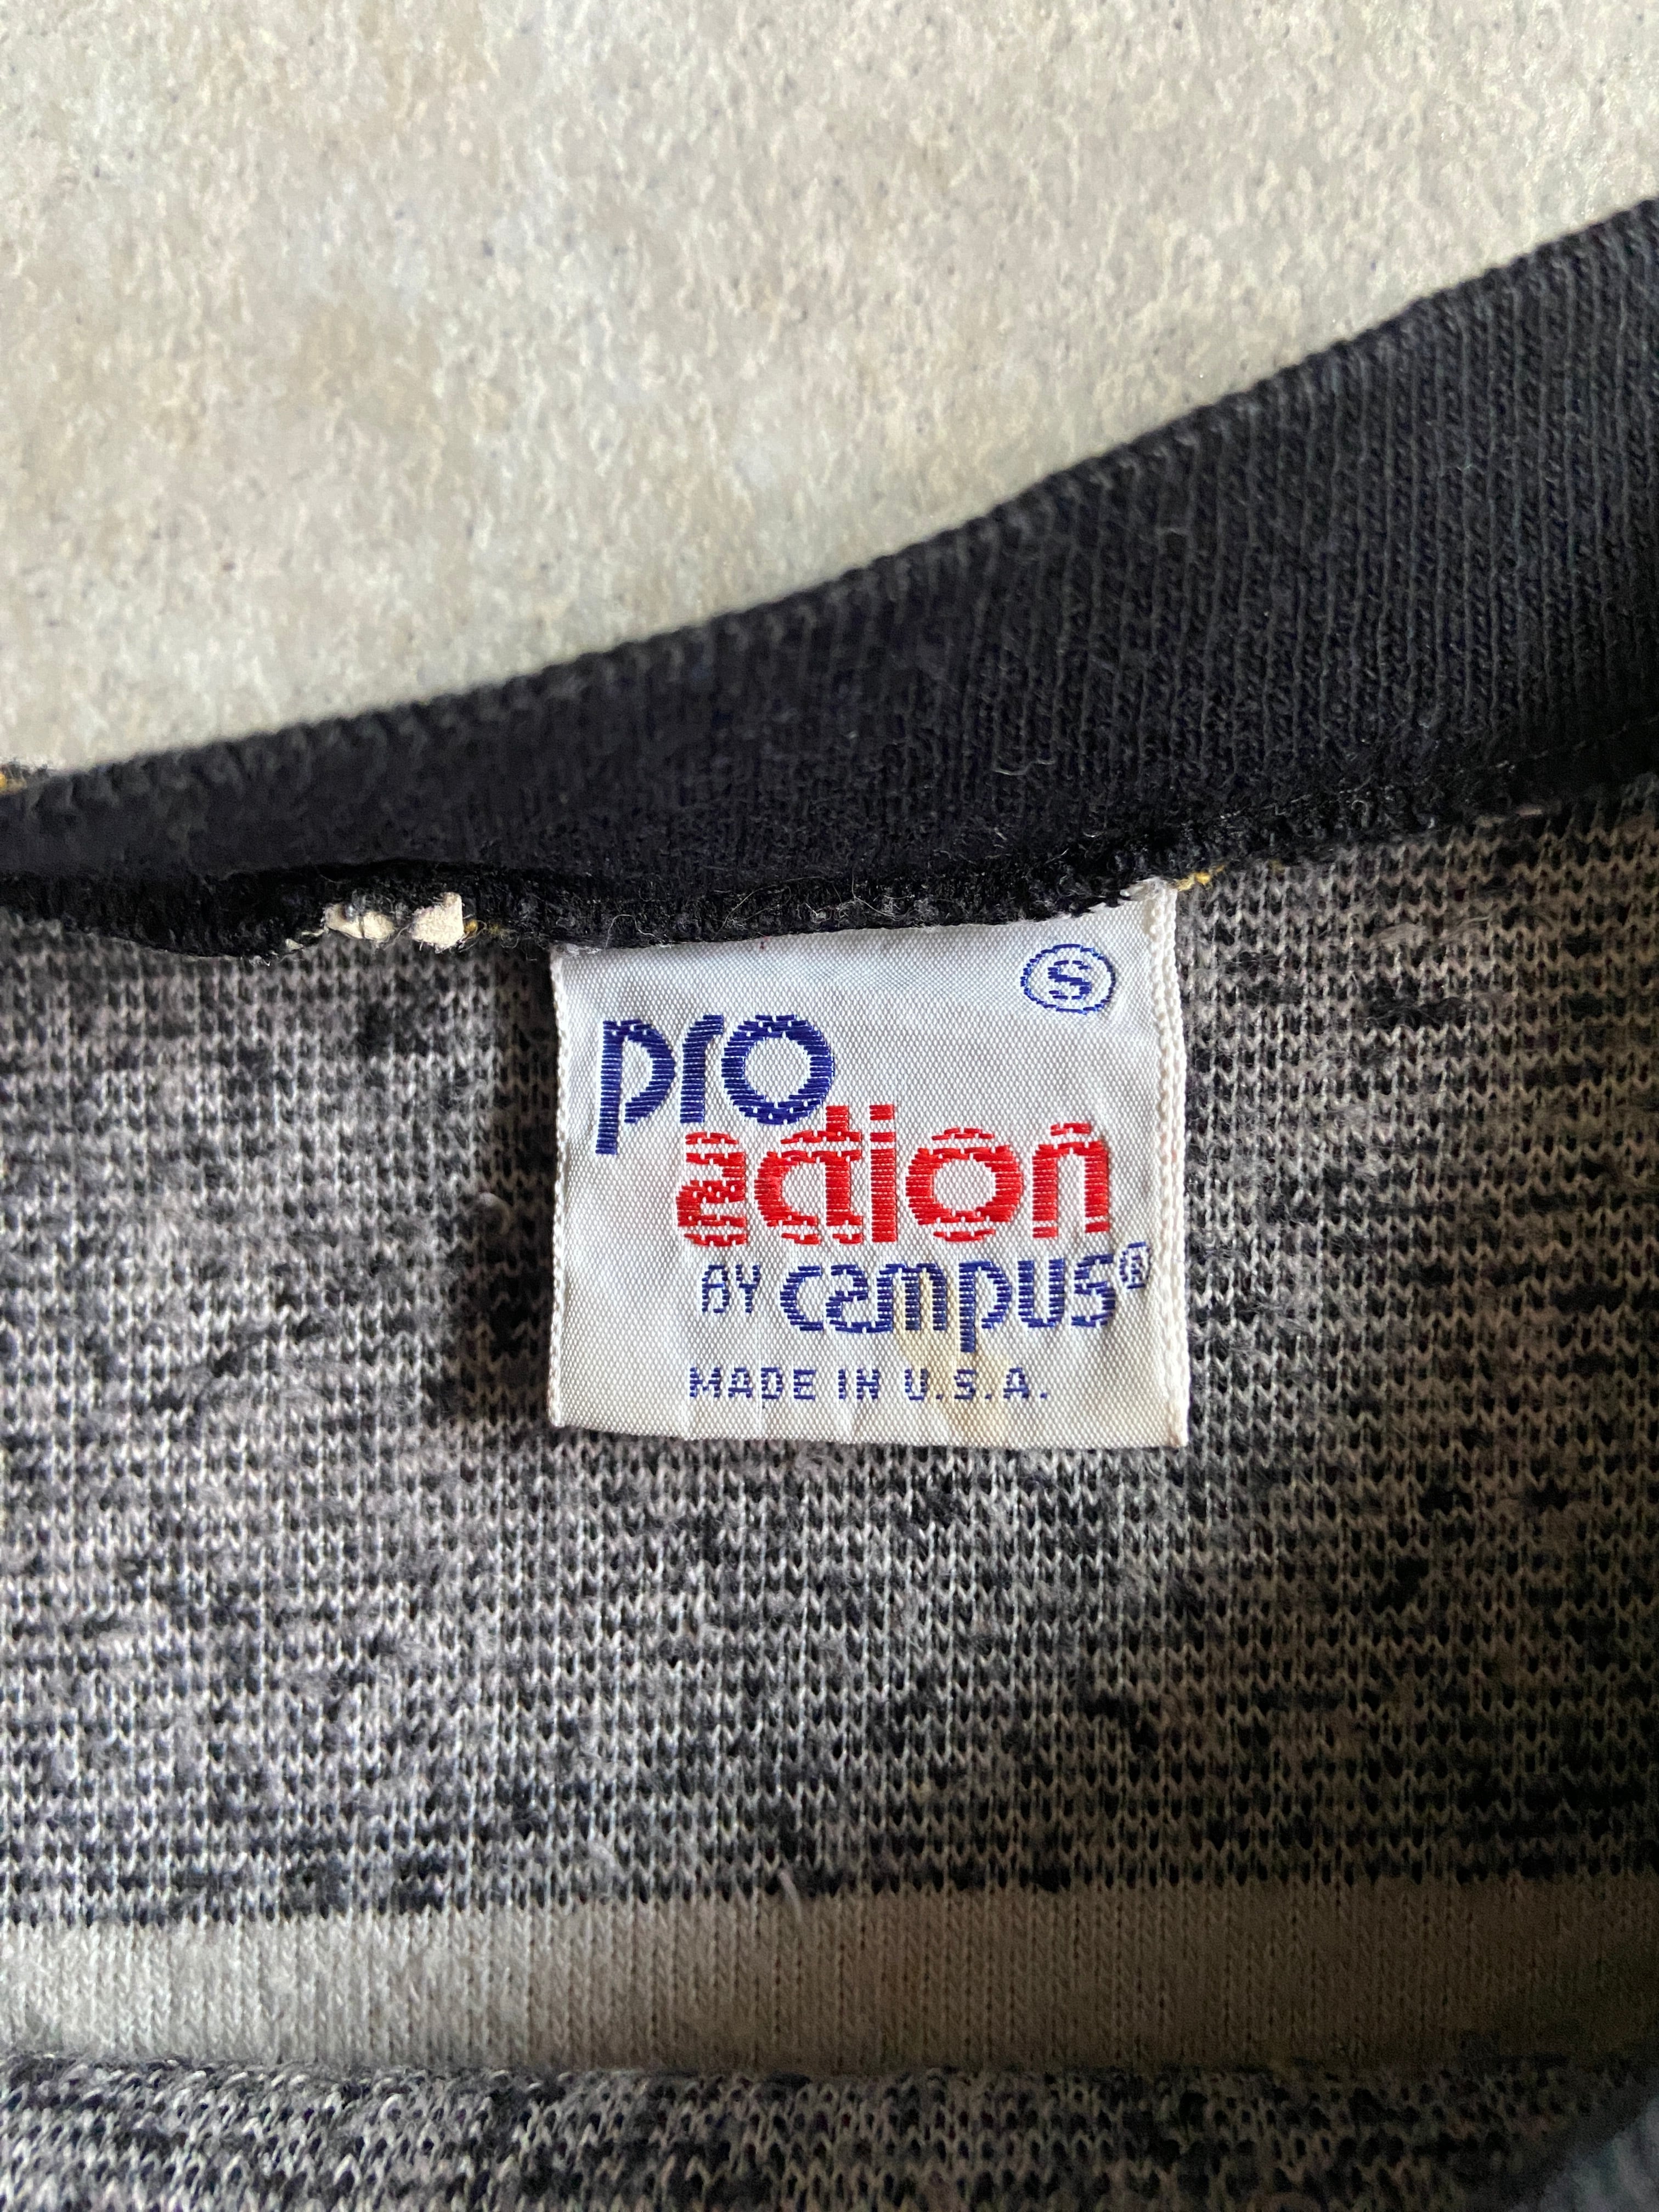 S
pro
action
BY campus®
MADE IN U.S.A.